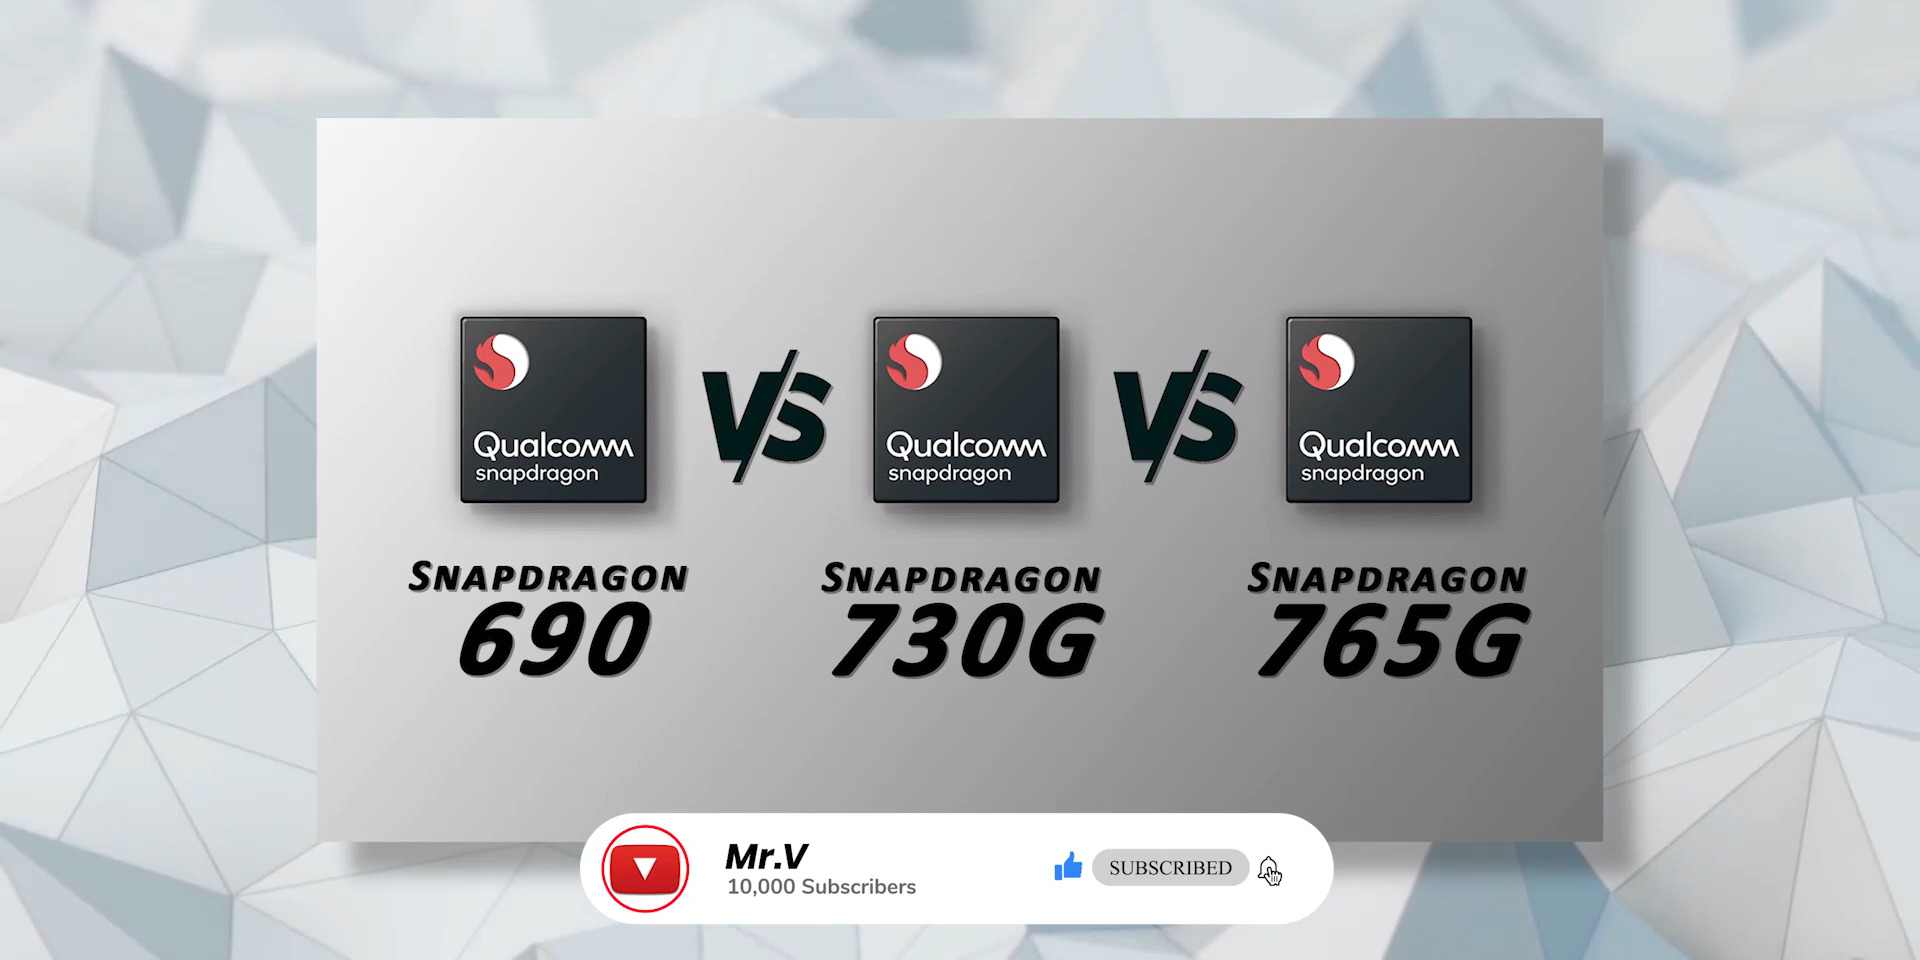 Qualcomm
snapdragon
VS
Qualcomm
snapdragon
VS
Qualcomm
snapdragon
SNAPDRAGON
690
SNAPDRAGON
730G
SNAPDRAGON
765G
Mr.V
10,000 Subscribers
SUBSCRIBED